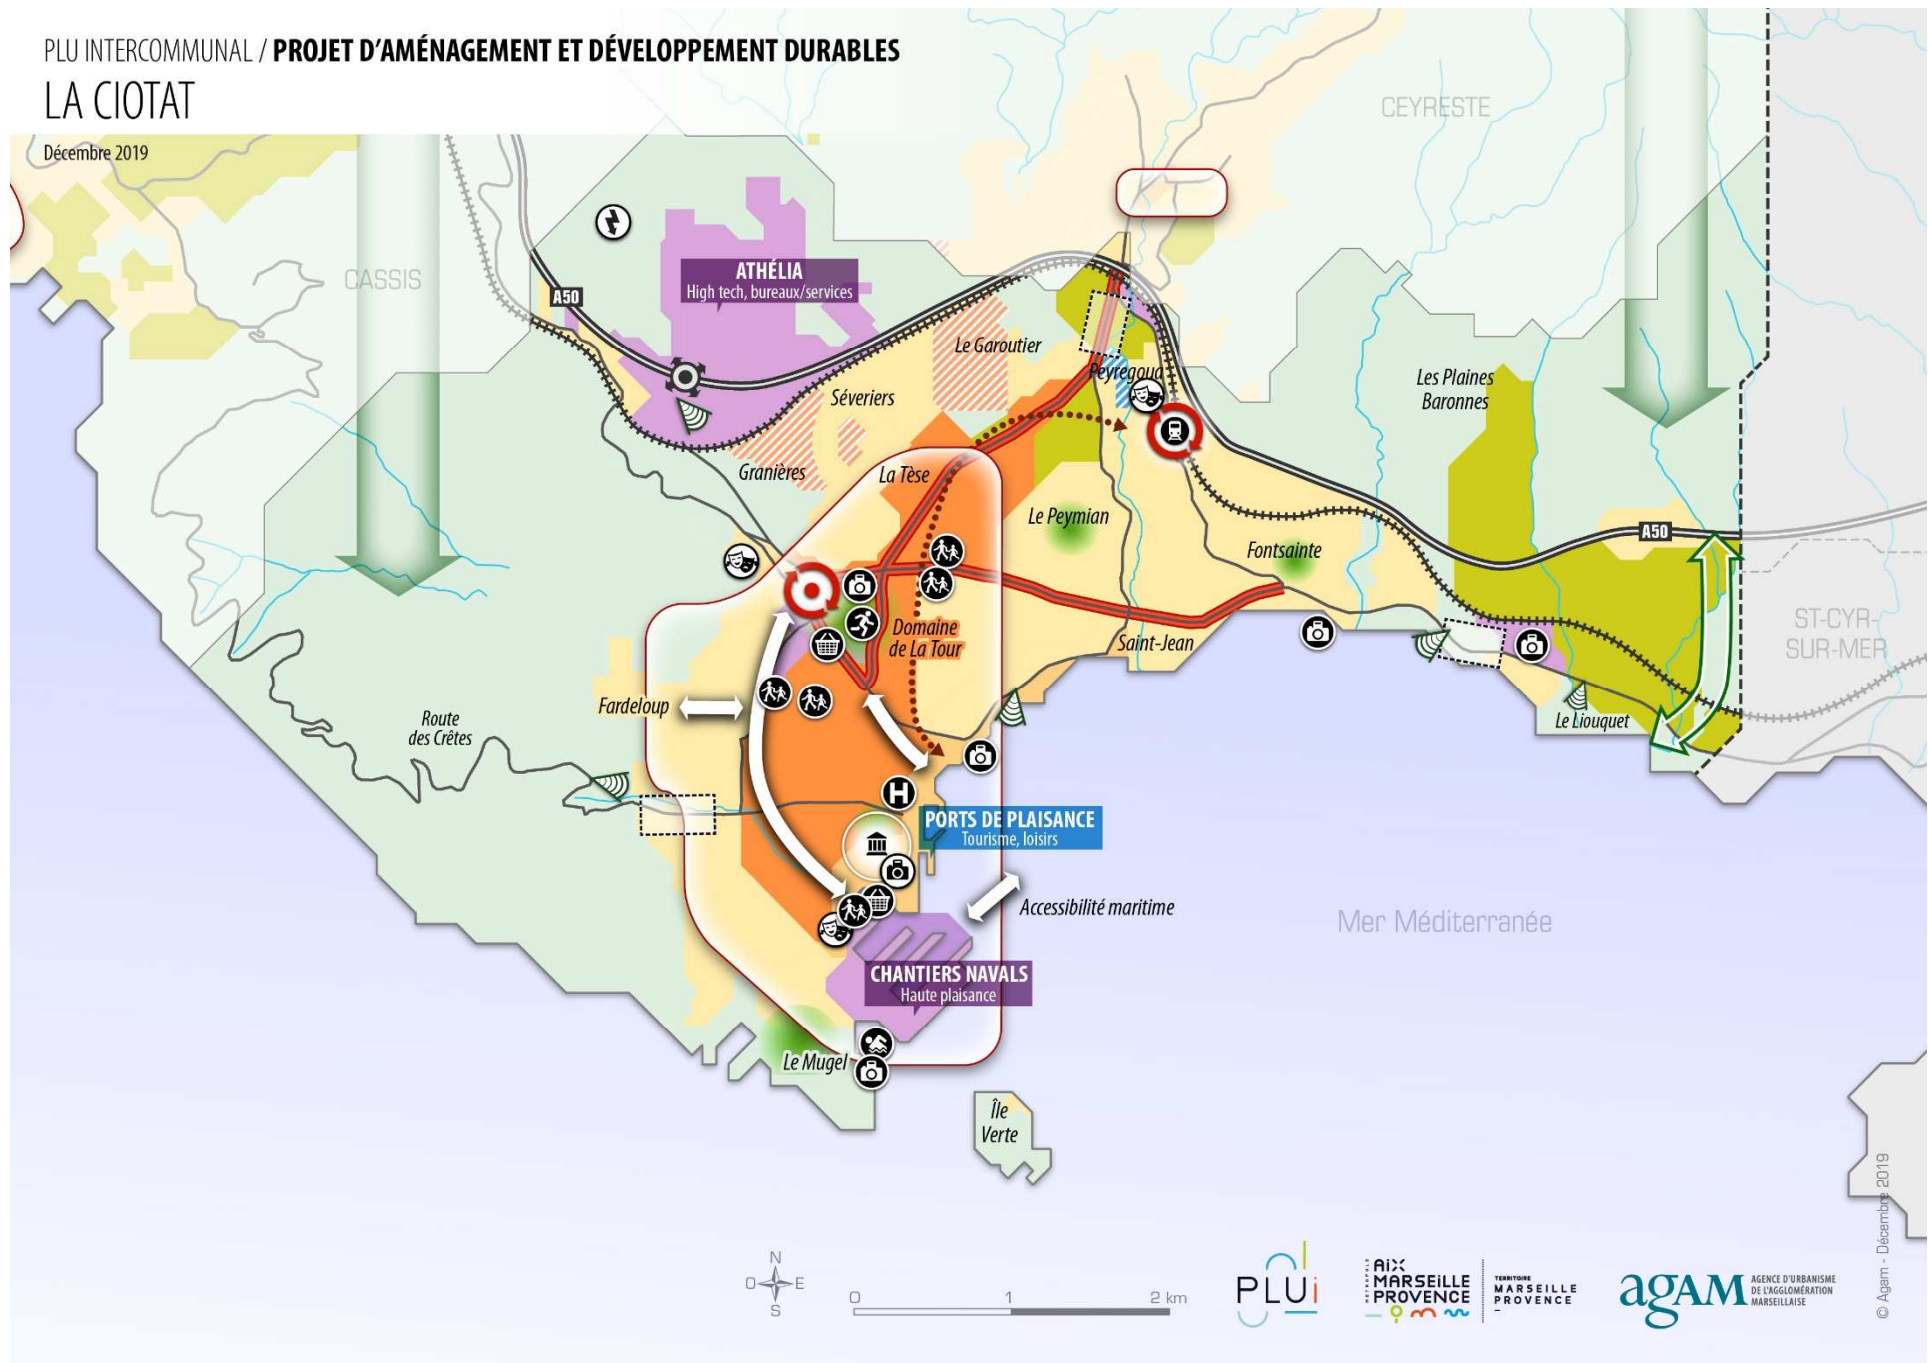 PLU INTERCOMMUNAL / PROJET D'AMÉNAGEMENT ET DÉVELOPPEMENT DURABLES
LA CIOTAT
Décembre 2019
CEYRESTE
CASSIS
ATHÉLIA
High tech, bureaux/services
A50
Le Garoutier
Peyregoua
Séveriers
Les Plaines
Baronnes
Granières
La Tèse
Le Peymian
Fontsainte
A50
ST-CYR-
SUR-MER
Domaine
de La Tour
Saint-Jean
Fardeloup
Route
des Crêtes
Le Liouquet
H
PORTS DE PLAISANCE
Tourisme, loisirs
Accessibilité maritime
Mer Méditerranée
CHANTIERS NAVALS
Haute plaisance
Le Mugel
Île
Verte
N
O E
S
0 1 2 km
PLUi
MÉTROPOLE
AIX
MARSEILLE
PROVENCE
TERRITOIRE
MARSEILLE
PROVENCE
agAM
AGENCE D'URBANISME
DE L'AGGLOMÉRATION
MARSEILLAISE
© Agam - Décembre 2019